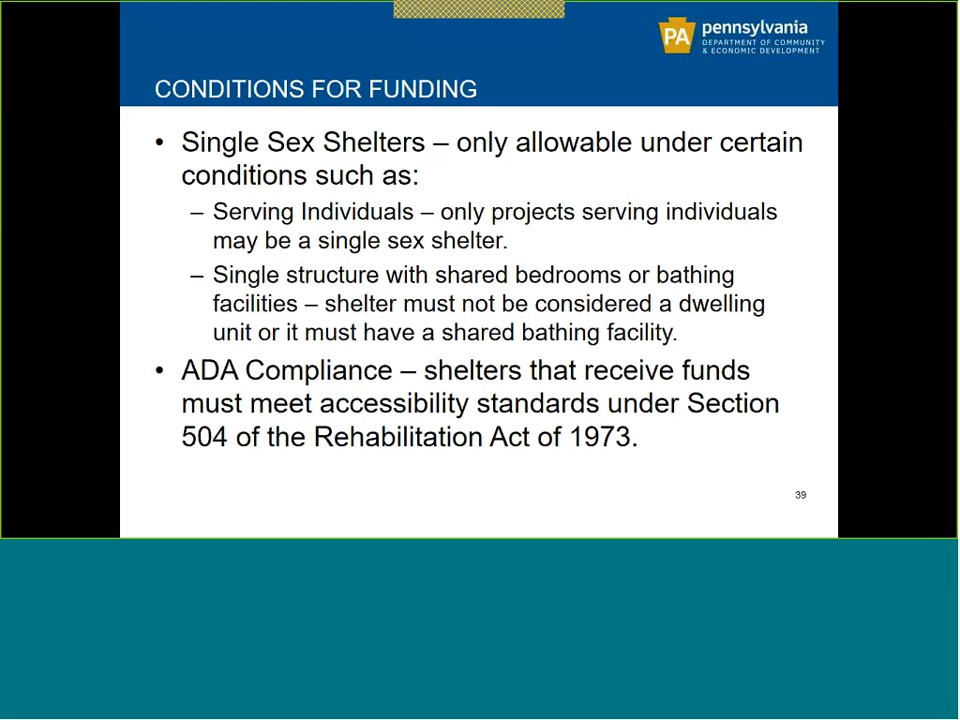 PA
pennsylvania
DEPARTMENT OF COMMUNITY
& ECONOMIC DEVELOPMENT
CONDITIONS FOR FUNDING
• Single Sex Shelters – only allowable under certain
conditions such as:
– Serving Individuals – only projects serving individuals
may be a single sex shelter.
– Single structure with shared bedrooms or bathing
facilities – shelter must not be considered a dwelling
unit or it must have a shared bathing facility.
• ADA Compliance – shelters that receive funds
must meet accessibility standards under Section
504 of the Rehabilitation Act of 1973.
39